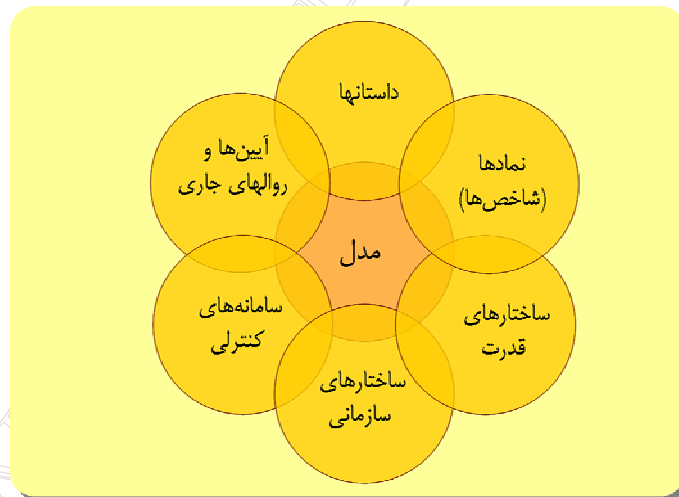 داستانها
نمادها
(شاخص‌ها)
آیین‌ها و
روالهای جاری
مدل
ساختارهای
قدرت
سامانه‌های
کنترلی
ساختارهای
سازمانی